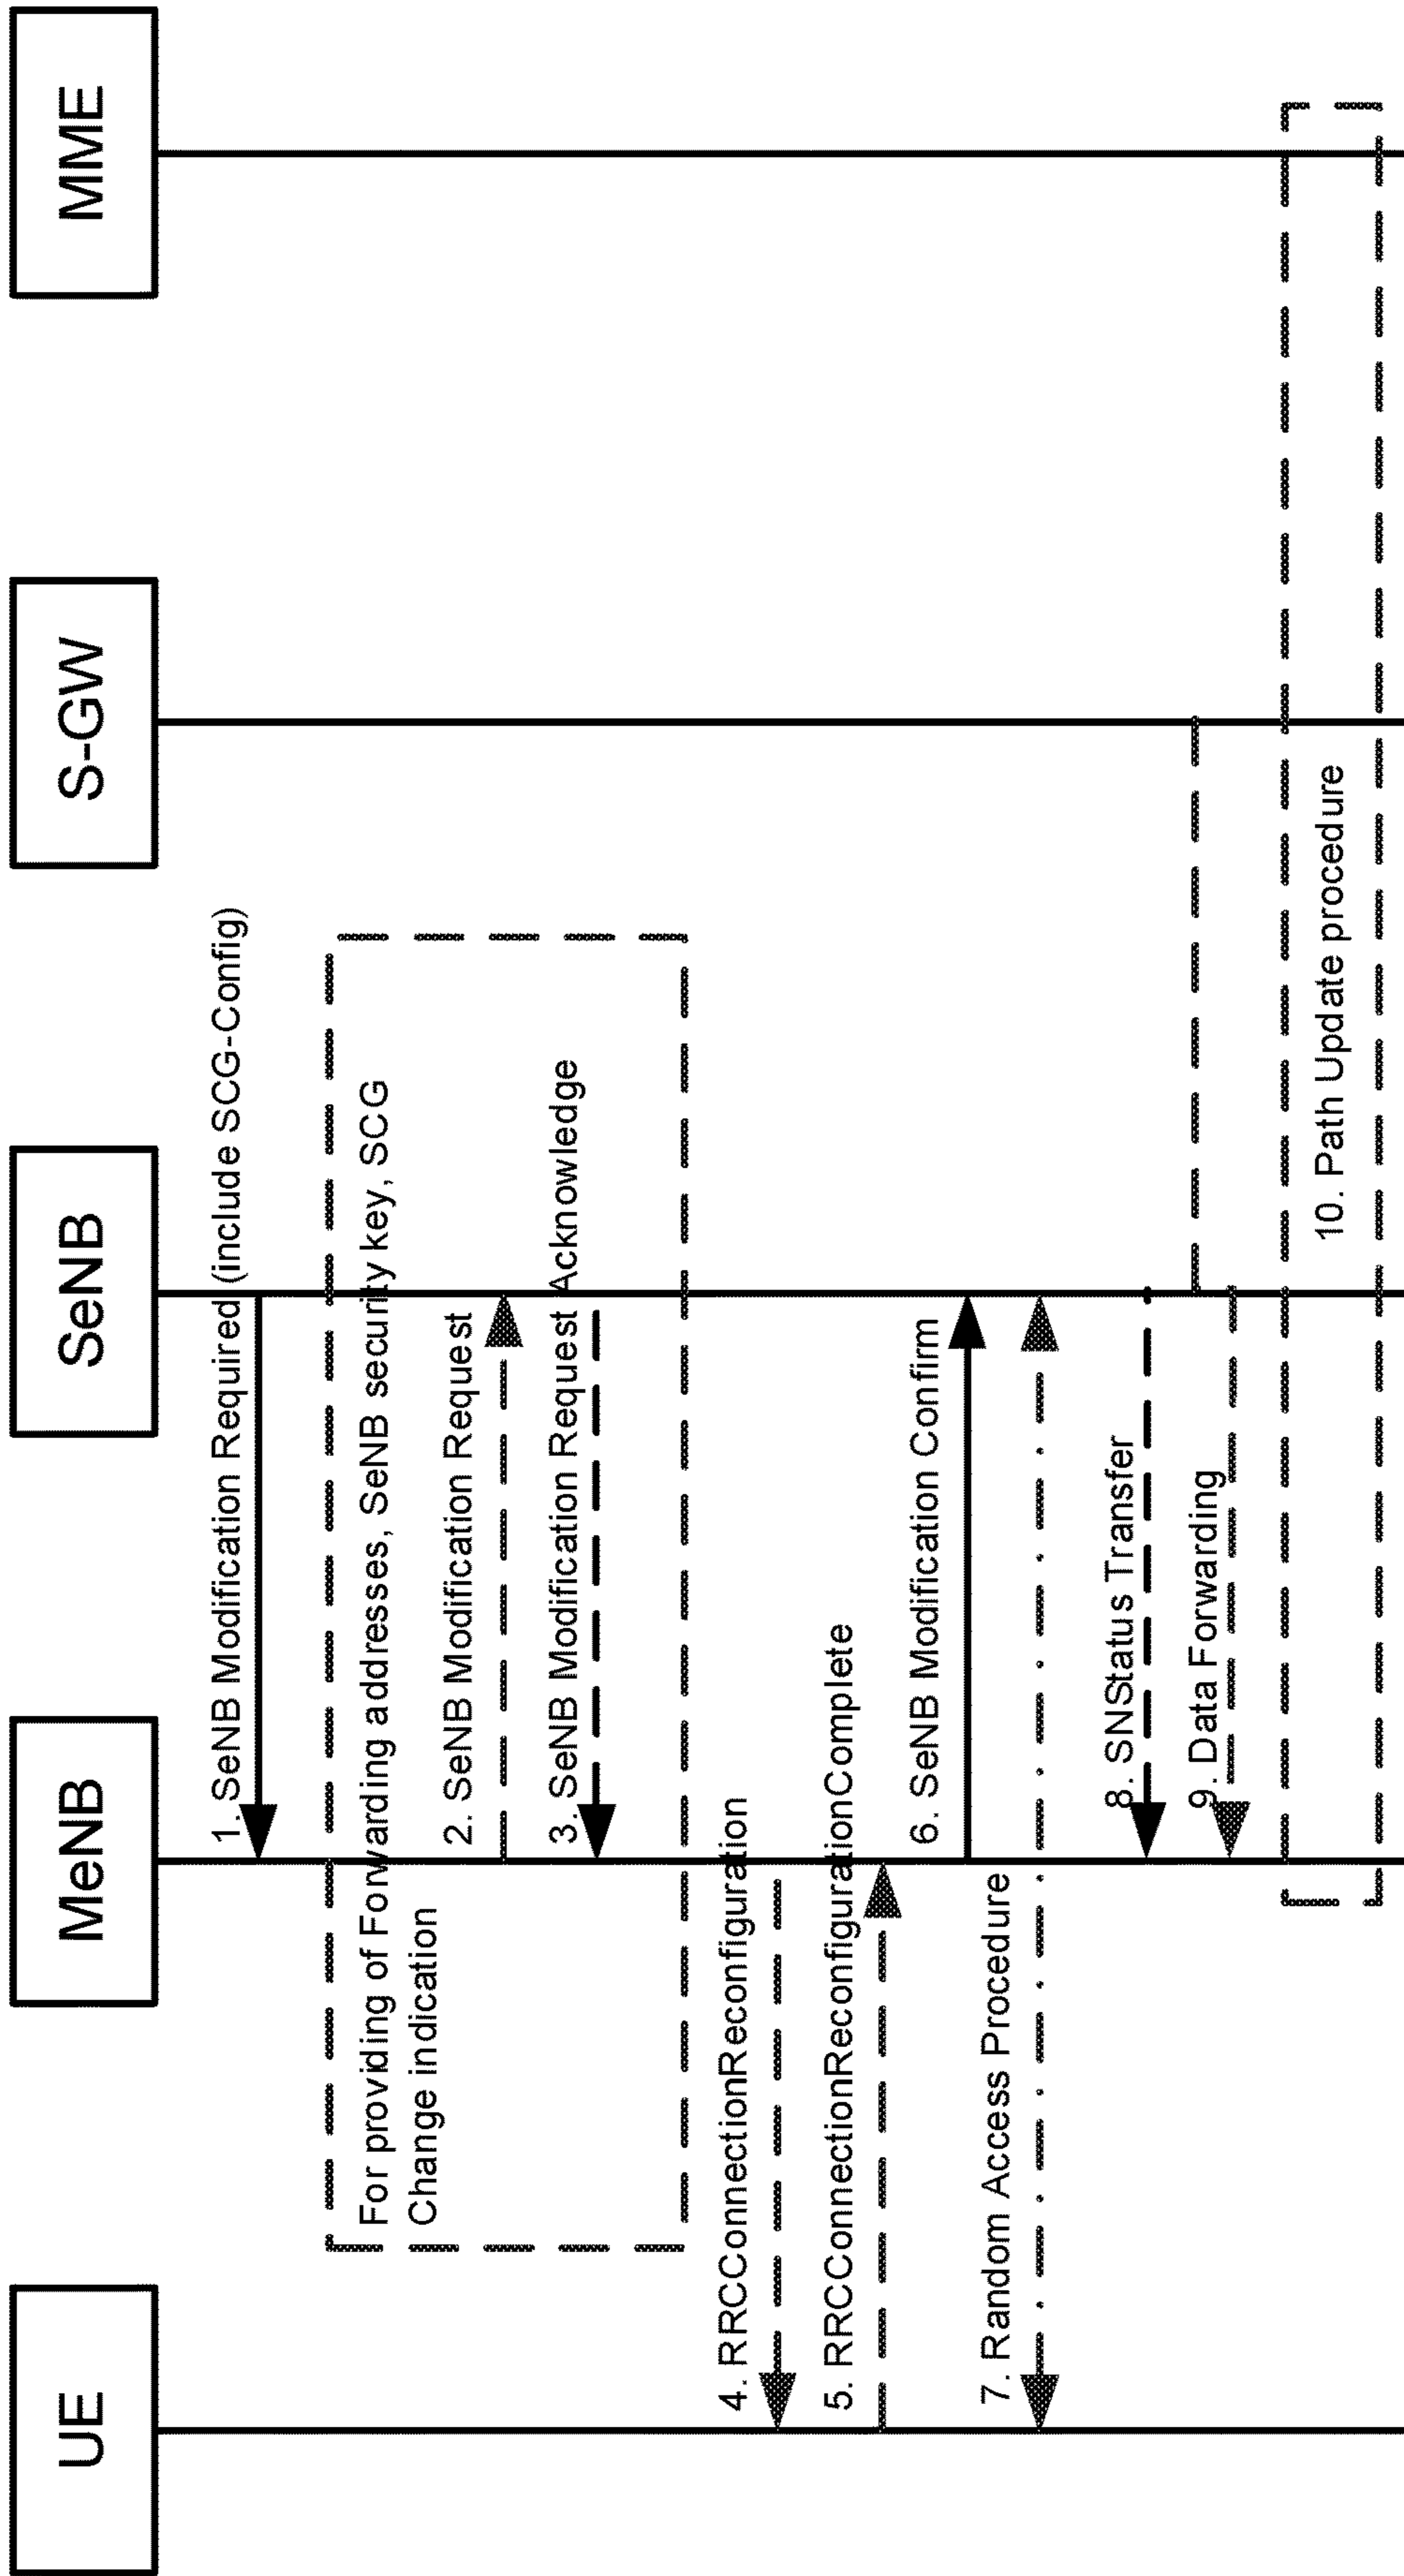 UE
MeNB
SeNB
S-GW
MME
1. SeNB Modification Required (include SCG-Config)
For providing of Forwarding addresses, SeNB security key, SCG
Change indication
2. SeNB Modification Request
3. SeNB Modification Request Acknowledge
4. RRCConnectionReconfiguration
5. RRCConnectionReconfigurationComplete
6. SeNB Modification Confirm
7. Random Access Procedure
8. SNStatus Transfer
9. Data Forwarding
10. Path Update procedure